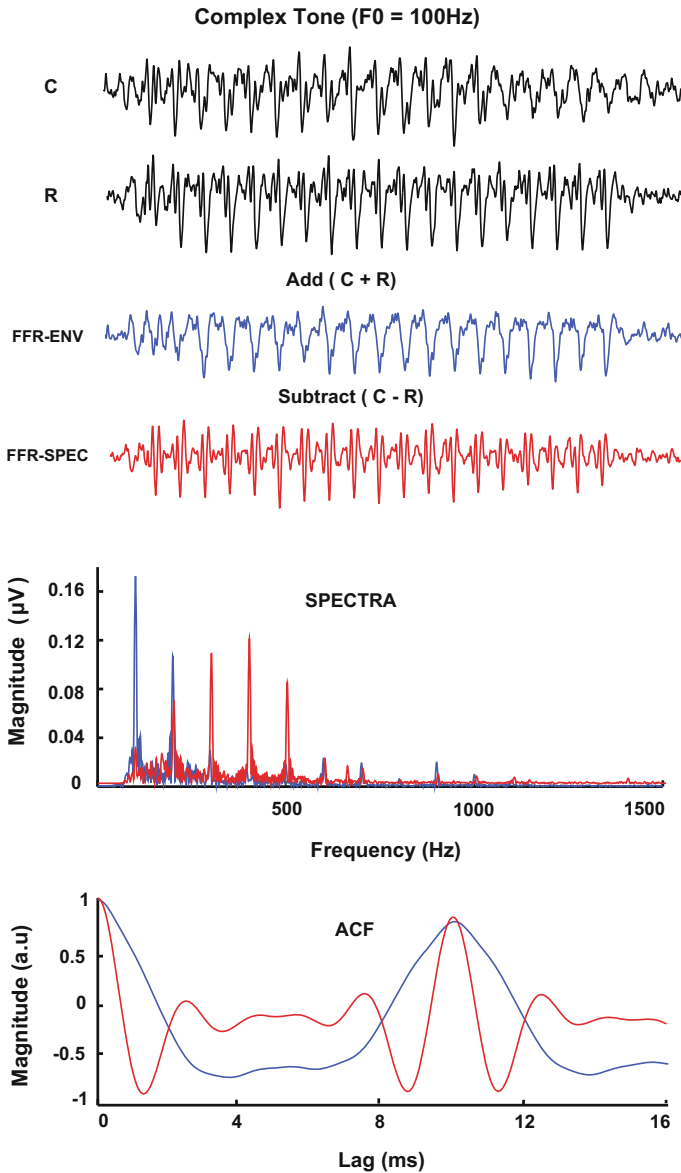 Complex Tone (F0 = 100Hz)
C
R
Add ( C + R)
FFR-ENV
Subtract ( C - R)
FFR-SPEC
SPECTRA
Magnitude (µV)
0.16
0.12
0.08
0.04
0
500
1000
1500
Frequency (Hz)
ACF
Magnitude (a.u)
1
0.5
0
-0.5
-1
0
4
8
12
16
Lag (ms)